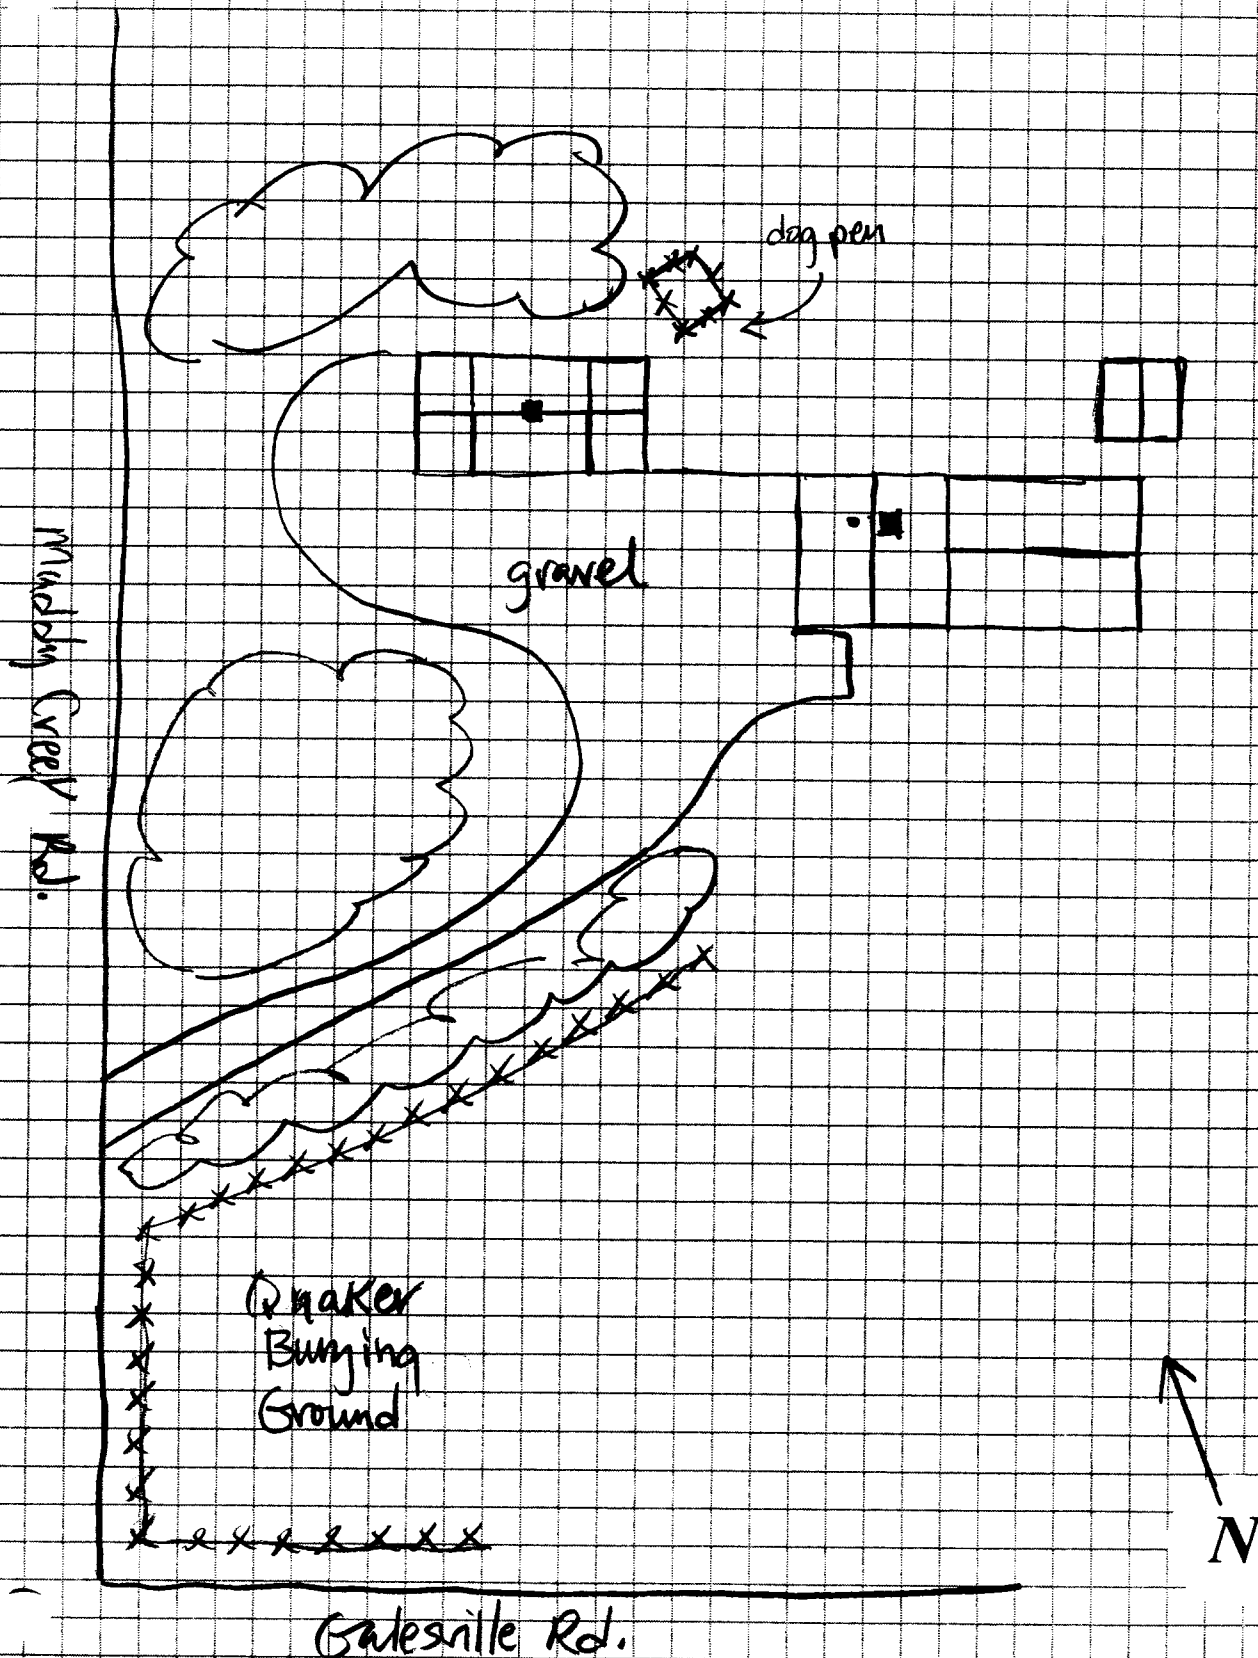 dog pen
gravel
Muddy Creek Rd.
Quaker
Burying
Ground
N
Galesville Rd.